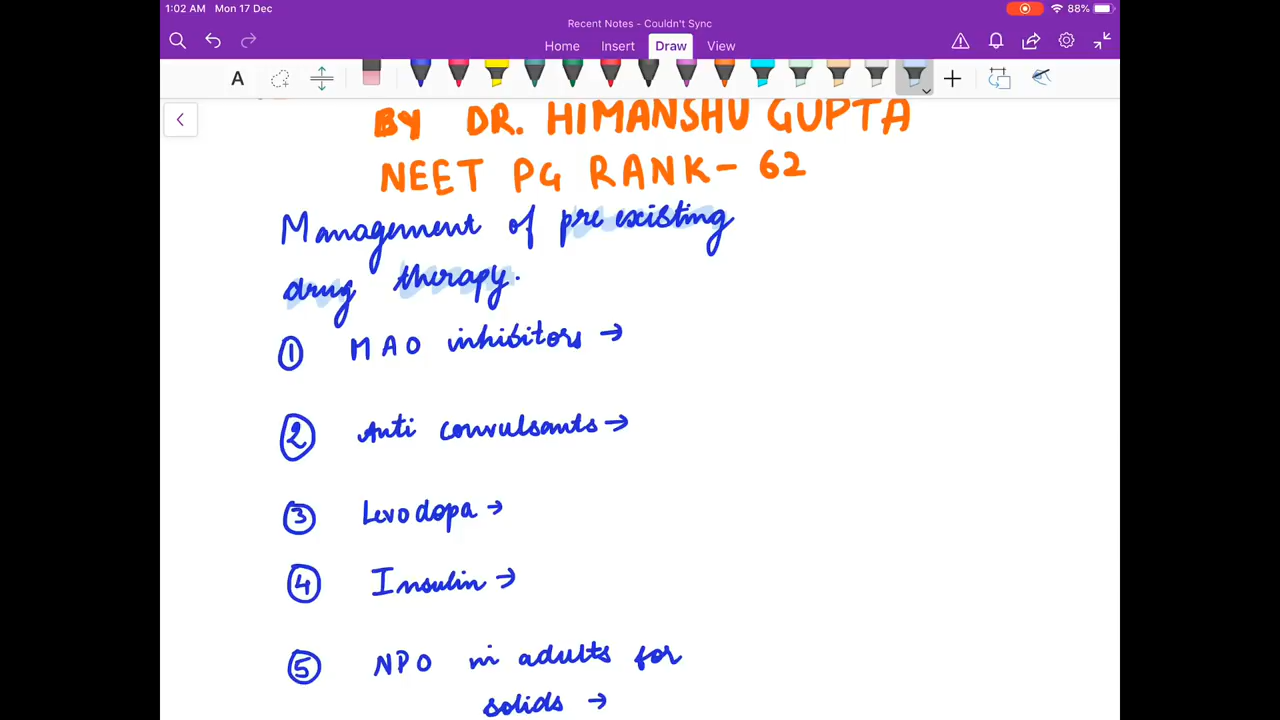 1:02 AM Mon 17 Dec 88%
Recent Notes - Couldn't Sync
Home Insert Draw View
A
BY DR. HIMANSHU GUPTA
NEET PG RANK - 62
Management of pre existing
drug therapy.
① MAO inhibitors →
② Anti convulsants →
③ Levodopa →
④ Insulin →
⑤ NPO in adults for
solids →